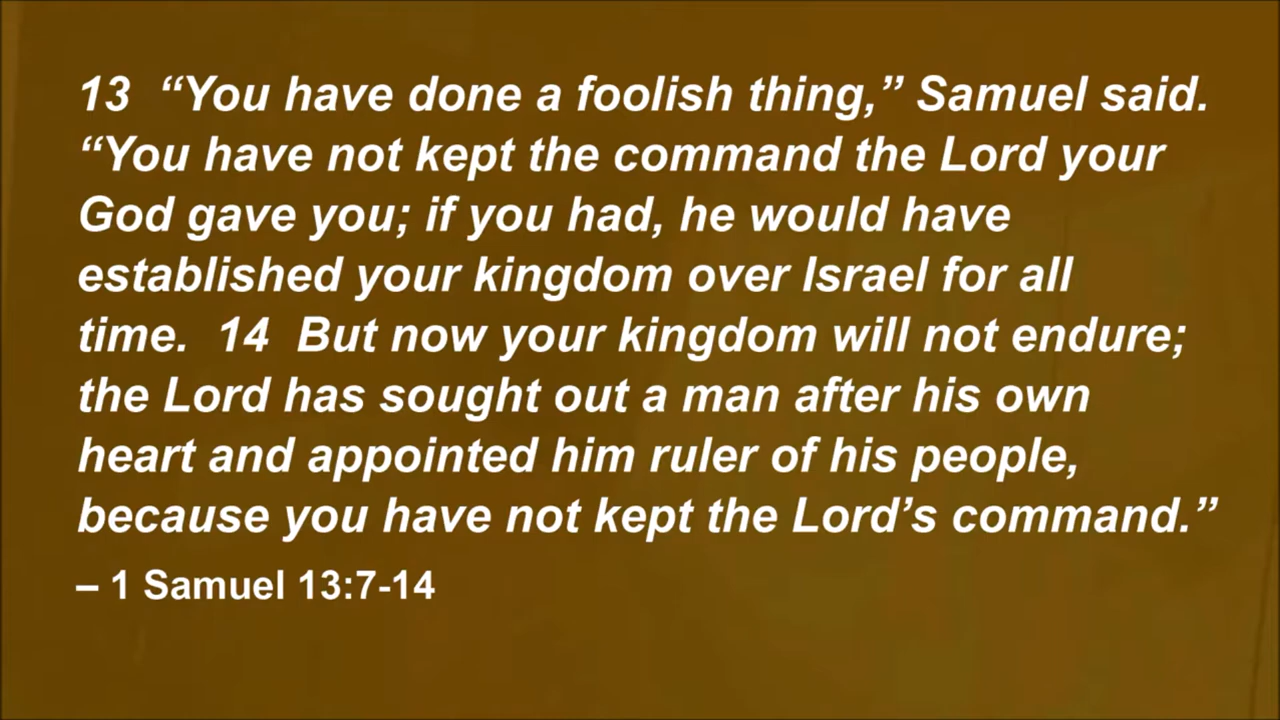 13  “You have done a foolish thing,” Samuel said.
“You have not kept the command the Lord your
God gave you; if you had, he would have
established your kingdom over Israel for all
time.  14  But now your kingdom will not endure;
the Lord has sought out a man after his own
heart and appointed him ruler of his people,
because you have not kept the Lord’s command.”
– 1 Samuel 13:7-14